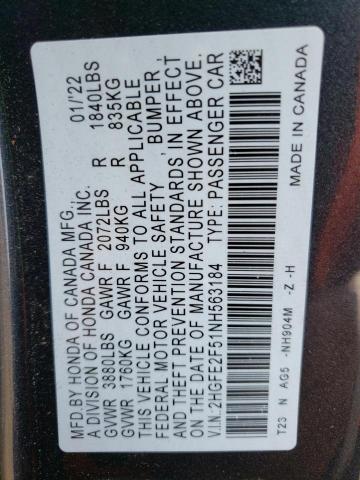 MFD.BY HONDA OF CANADA MFG., 01/'22
A DIVISION OF HONDA CANADA INC.
GVWR 3880LBS GAWR F 2072LBS R 1840LBS
GVWR 1760KG GAWR F 940KG R 835KG
THIS VEHICLE CONFORMS TO ALL APPLICABLE
FEDERAL MOTOR VEHICLE SAFETY, BUMPER,
AND THEFT PREVENTION STANDARDS IN EFFECT
ON THE DATE OF MANUFACTURE SHOWN ABOVE.
V.I.N.:2HGFE2F51NH563184 TYPE: PASSENGER CAR
T23 N AG5 -NH904M -Z -H
MADE IN CANADA